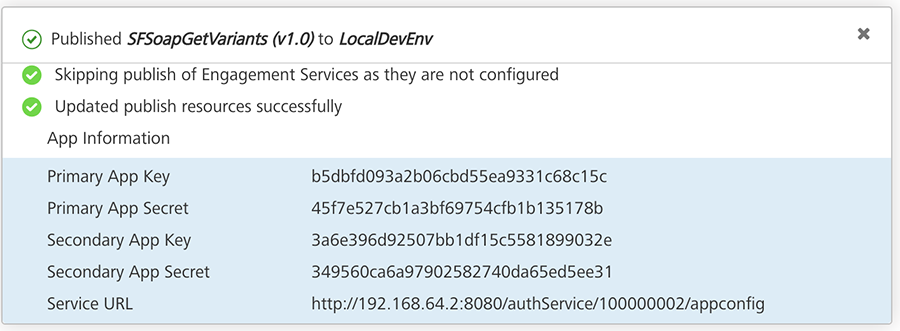 Published SFSoapGetVariants (v1.0) to LocalDevEnv
Skipping publish of Engagement Services as they are not configured
Updated publish resources successfully
App Information
Primary App Key b5dbfd093a2b06cbd55ea9331c68c15c
Primary App Secret 45f7e527cb1a3bf69754cfb1b135178b
Secondary App Key 3a6e396d92507bb1df15c5581899032e
Secondary App Secret 349560ca6a97902582740da65ed5ee31
Service URL http://192.168.64.2:8080/authService/100000002/appconfig